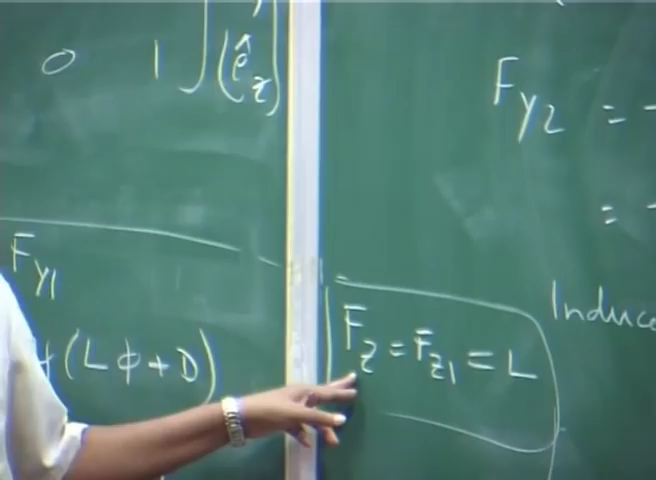 0 1 ] (ê_z)
F_y1
(Lϕ+D)
F_y2 = -
= -
F_z = F_z1 = L
Induce